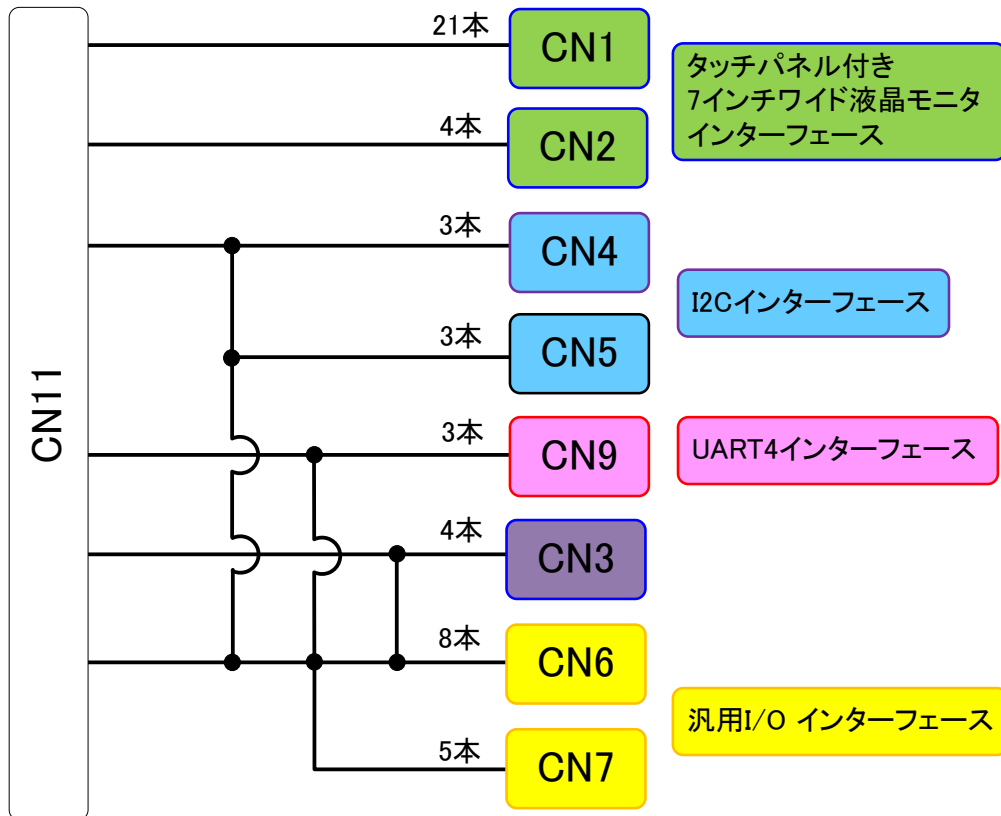 CN11
21本
CN1
4本
CN2
タッチパネル付き
7インチワイド液晶モニタ
インターフェース
3本
CN4
3本
CN5
I2Cインターフェース
3本
CN9
UART4インターフェース
4本
CN3
8本
CN6
5本
CN7
汎用I/O インターフェース